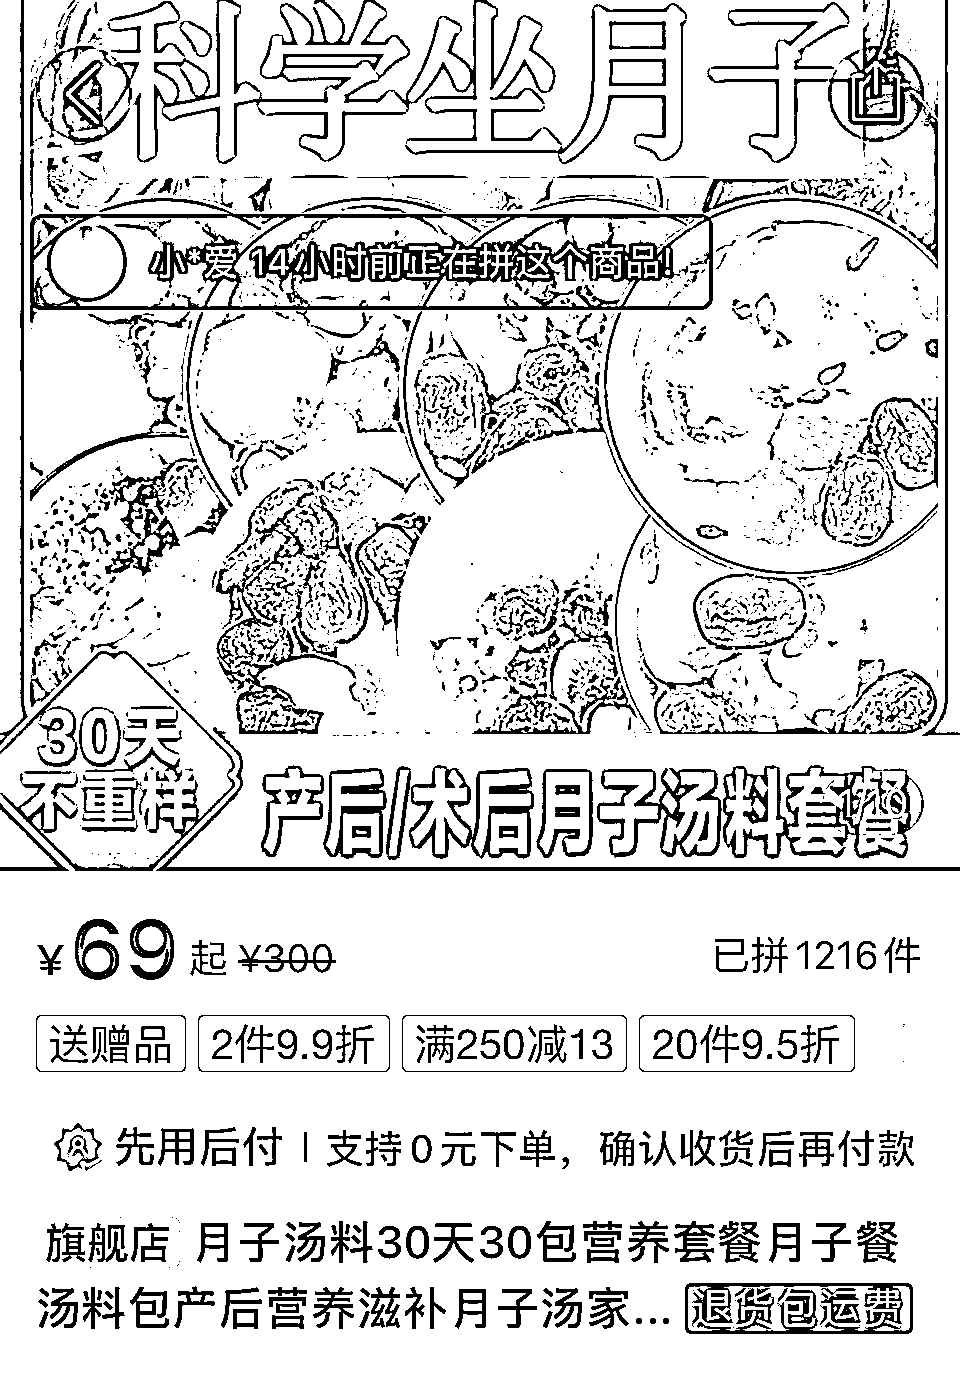 科学坐月子
小*爱 14小时前正在拼这个商品!
30天
不重样
产后/术后月子汤料套餐
¥69起 ¥300
已拼1216件
送赠品 2件9.9折 满250减13 20件9.5折
先用后付 | 支持0元下单，确认收货后再付款
旗舰店 月子汤料30天30包营养套餐月子餐
汤料包产后营养滋补月子汤家... 退货包运费